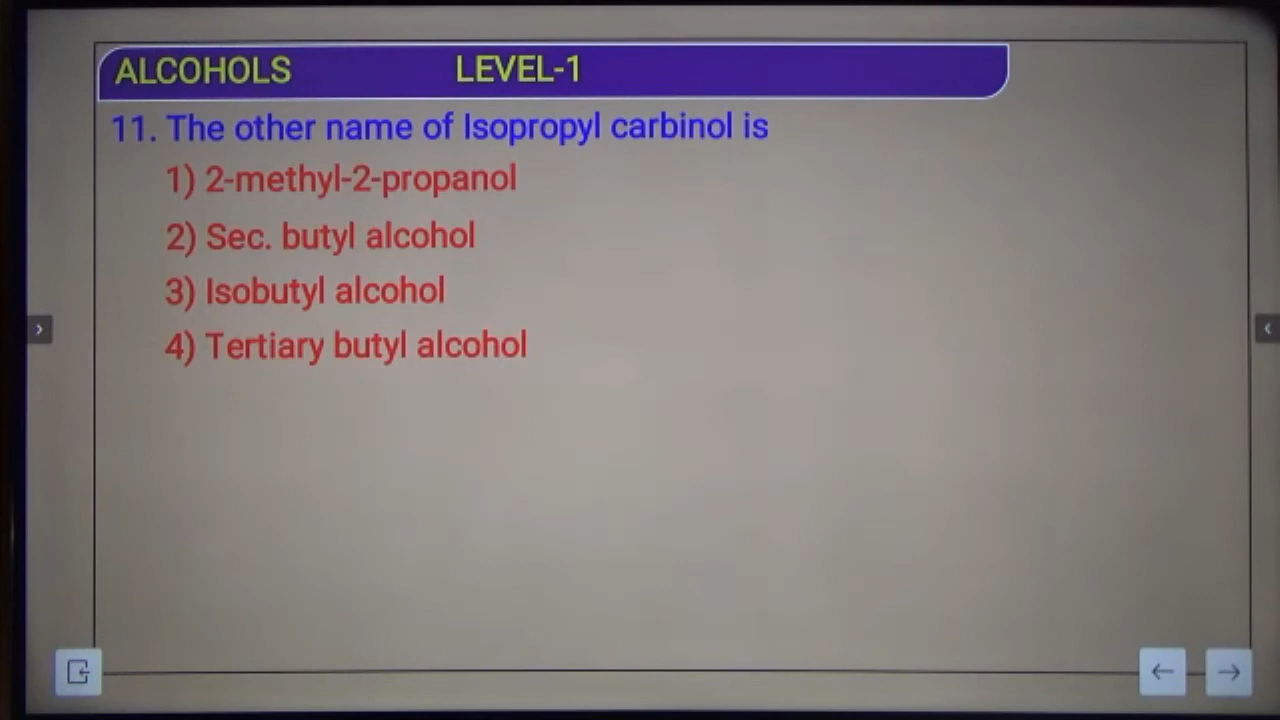 ALCOHOLS LEVEL-1
11. The other name of Isopropyl carbinol is
1) 2-methyl-2-propanol
2) Sec. butyl alcohol
3) Isobutyl alcohol
4) Tertiary butyl alcohol